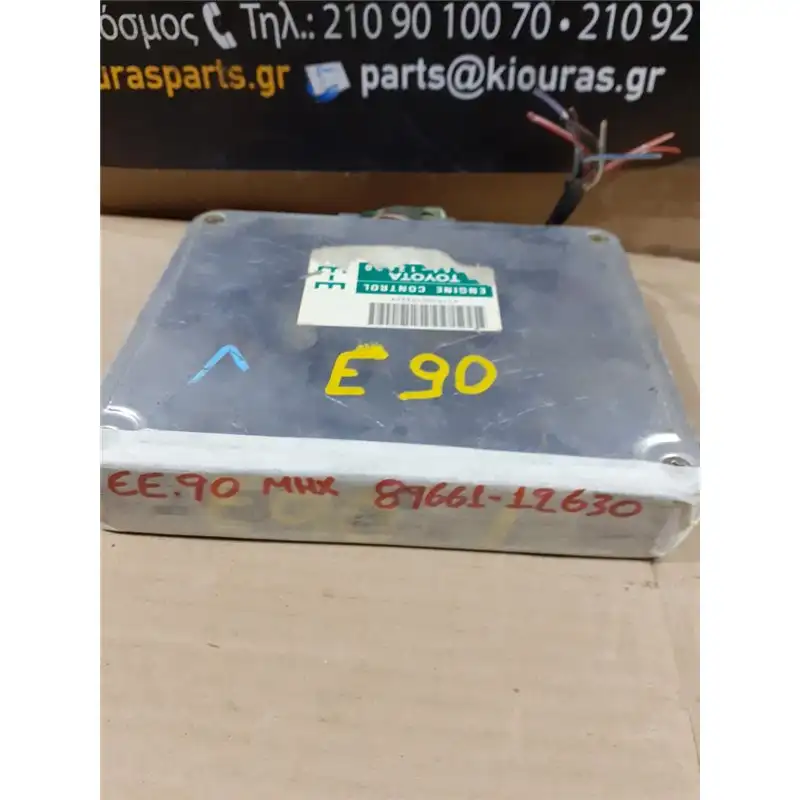 όσμος Τηλ.: 210 90 100 70 • 210 92
urasparts.gr parts@kiouras.gr
E-E
TOYOTA
ENGINE CONTROL
E 90
EE.90 MHX 89661-12630